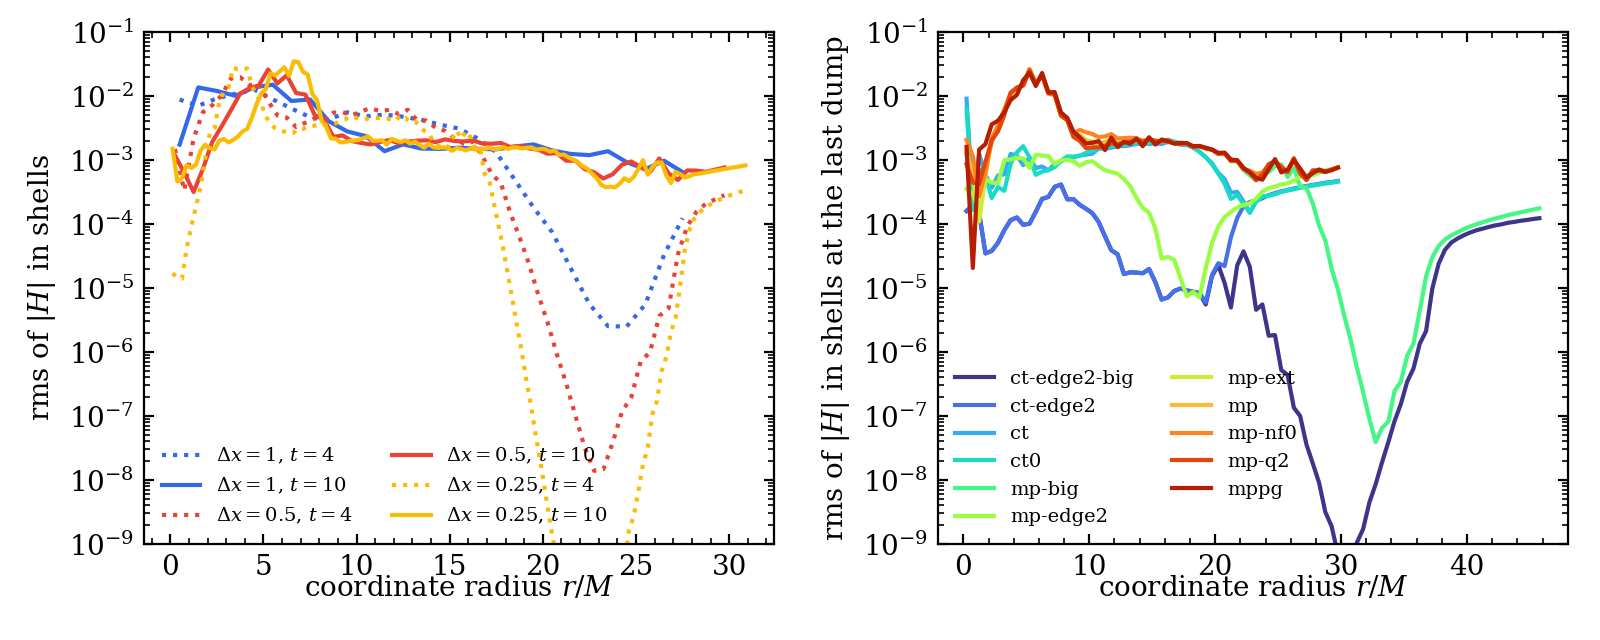 rms of |H| in shells
10⁻¹
10⁻²
10⁻³
10⁻⁴
10⁻⁵
10⁻⁶
10⁻⁷
10⁻⁸
10⁻⁹
Δx = 1, t = 4
Δx = 1, t = 10
Δx = 0.5, t = 4
Δx = 0.5, t = 10
Δx = 0.25, t = 4
Δx = 0.25, t = 10
0 5 10 15 20 25 30
coordinate radius r/M
rms of |H| in shells at the last dump
10⁻¹
10⁻²
10⁻³
10⁻⁴
10⁻⁵
10⁻⁶
10⁻⁷
10⁻⁸
10⁻⁹
ct-edge2-big
ct-edge2
ct
ct0
mp-big
mp-edge2
mp-ext
mp
mp-nf0
mp-q2
mppg
0 10 20 30 40
coordinate radius r/M